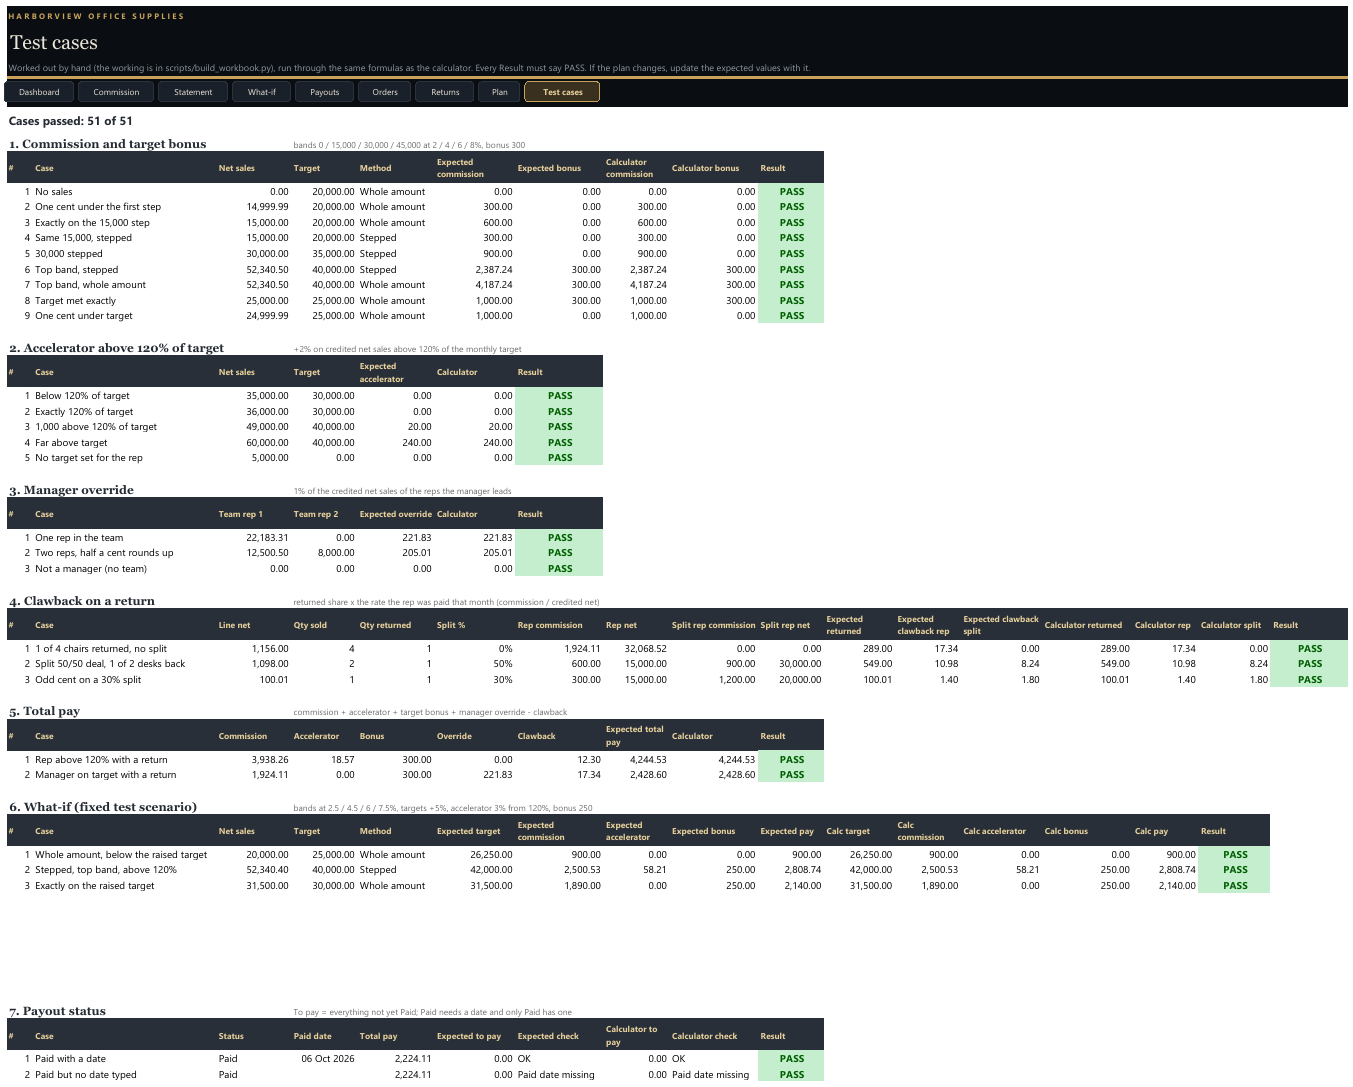 HARBORVIEW OFFICE SUPPLIES
Test cases
Worked out by hand (the working is in scripts/build_workbook.py), run through the same formulas as the calculator. Every Result must say PASS. If the plan changes, update the expected values with it.
Dashboard Commission Statement What-if Payouts Orders Returns Plan Test cases
Cases passed: 51 of 51
1. Commission and target bonus bands 0 / 15,000 / 30,000 / 45,000 at 2 / 4 / 6 / 8%, bonus 300
# Case Net sales Target Method Expected commission Expected bonus Calculator commission Calculator bonus Result
1 No sales 0.00 20,000.00 Whole amount 0.00 0.00 0.00 0.00 PASS
2 One cent under the first step 14,999.99 20,000.00 Whole amount 300.00 0.00 300.00 0.00 PASS
3 Exactly on the 15,000 step 15,000.00 20,000.00 Whole amount 600.00 0.00 600.00 0.00 PASS
4 Same 15,000, stepped 15,000.00 20,000.00 Stepped 300.00 0.00 300.00 0.00 PASS
5 30,000 stepped 30,000.00 35,000.00 Stepped 900.00 0.00 900.00 0.00 PASS
6 Top band, stepped 52,340.50 40,000.00 Stepped 2,387.24 300.00 2,387.24 300.00 PASS
7 Top band, whole amount 52,340.50 40,000.00 Whole amount 4,187.24 300.00 4,187.24 300.00 PASS
8 Target met exactly 25,000.00 25,000.00 Whole amount 1,000.00 300.00 1,000.00 300.00 PASS
9 One cent under target 24,999.99 25,000.00 Whole amount 1,000.00 0.00 1,000.00 0.00 PASS
2. Accelerator above 120% of target +2% on credited net sales above 120% of the monthly target
# Case Net sales Target Expected accelerator Calculator Result
1 Below 120% of target 35,000.00 30,000.00 0.00 0.00 PASS
2 Exactly 120% of target 36,000.00 30,000.00 0.00 0.00 PASS
3 1,000 above 120% of target 49,000.00 40,000.00 20.00 20.00 PASS
4 Far above target 60,000.00 40,000.00 240.00 240.00 PASS
5 No target set for the rep 5,000.00 0.00 0.00 0.00 PASS
3. Manager override 1% of the credited net sales of the reps the manager leads
# Case Team rep 1 Team rep 2 Expected override Calculator Result
1 One rep in the team 22,183.31 0.00 221.83 221.83 PASS
2 Two reps, half a cent rounds up 12,500.50 8,000.00 205.01 205.01 PASS
3 Not a manager (no team) 0.00 0.00 0.00 0.00 PASS
4. Clawback on a return returned share x the rate the rep was paid that month (commission / credited net)
# Case Line net Qty sold Qty returned Split % Rep commission Rep net Split rep commission Split rep net Expected returned Expected clawback rep Expected clawback split Calculator returned Calculator rep Calculator split Result
1 1 of 4 chairs returned, no split 1,156.00 4 1 0% 1,924.11 32,068.52 0.00 0.00 289.00 17.34 0.00 289.00 17.34 0.00 PASS
2 Split 50/50 deal, 1 of 2 desks back 1,098.00 2 1 50% 600.00 15,000.00 900.00 30,000.00 549.00 10.98 8.24 549.00 10.98 8.24 PASS
3 Odd cent on a 30% split 100.01 1 1 30% 300.00 15,000.00 1,200.00 20,000.00 100.01 1.40 1.80 100.01 1.40 1.80 PASS
5. Total pay commission + accelerator + target bonus + manager override - clawback
# Case Commission Accelerator Bonus Override Clawback Expected total pay Calculator Result
1 Rep above 120% with a return 3,938.26 18.57 300.00 0.00 12.30 4,244.53 4,244.53 PASS
2 Manager on target with a return 1,924.11 0.00 300.00 221.83 17.34 2,428.60 2,428.60 PASS
6. What-if (fixed test scenario) bands at 2.5 / 4.5 / 6 / 7.5%, targets +5%, accelerator 3% from 120%, bonus 250
# Case Net sales Target Method Expected target Expected commission Expected accelerator Expected bonus Expected pay Calc target Calc commission Calc accelerator Calc bonus Calc pay Result
1 Whole amount, below the raised target 20,000.00 25,000.00 Whole amount 26,250.00 900.00 0.00 0.00 900.00 26,250.00 900.00 0.00 0.00 900.00 PASS
2 Stepped, top band, above 120% 52,340.40 40,000.00 Stepped 42,000.00 2,500.53 58.21 250.00 2,808.74 42,000.00 2,500.53 58.21 250.00 2,808.74 PASS
3 Exactly on the raised target 31,500.00 30,000.00 Whole amount 31,500.00 1,890.00 0.00 250.00 2,140.00 31,500.00 1,890.00 0.00 250.00 2,140.00 PASS
7. Payout status To pay = everything not yet Paid; Paid needs a date and only Paid has one
# Case Status Paid date Total pay Expected to pay Expected check Calculator to pay Calculator check Result
1 Paid with a date Paid 06 Oct 2026 2,224.11 0.00 OK 0.00 OK PASS
2 Paid but no date typed Paid 2,224.11 0.00 Paid date missing 0.00 Paid date missing PASS